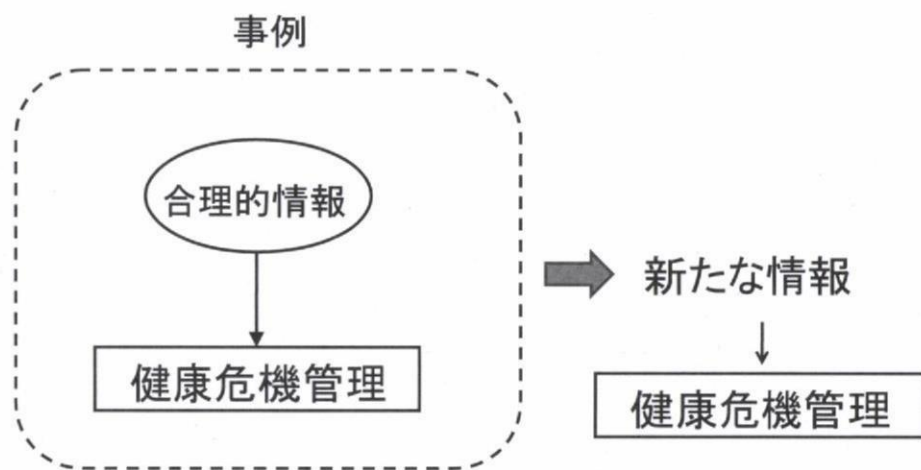 事例
合理的情報
健康危機管理
新たな情報
健康危機管理